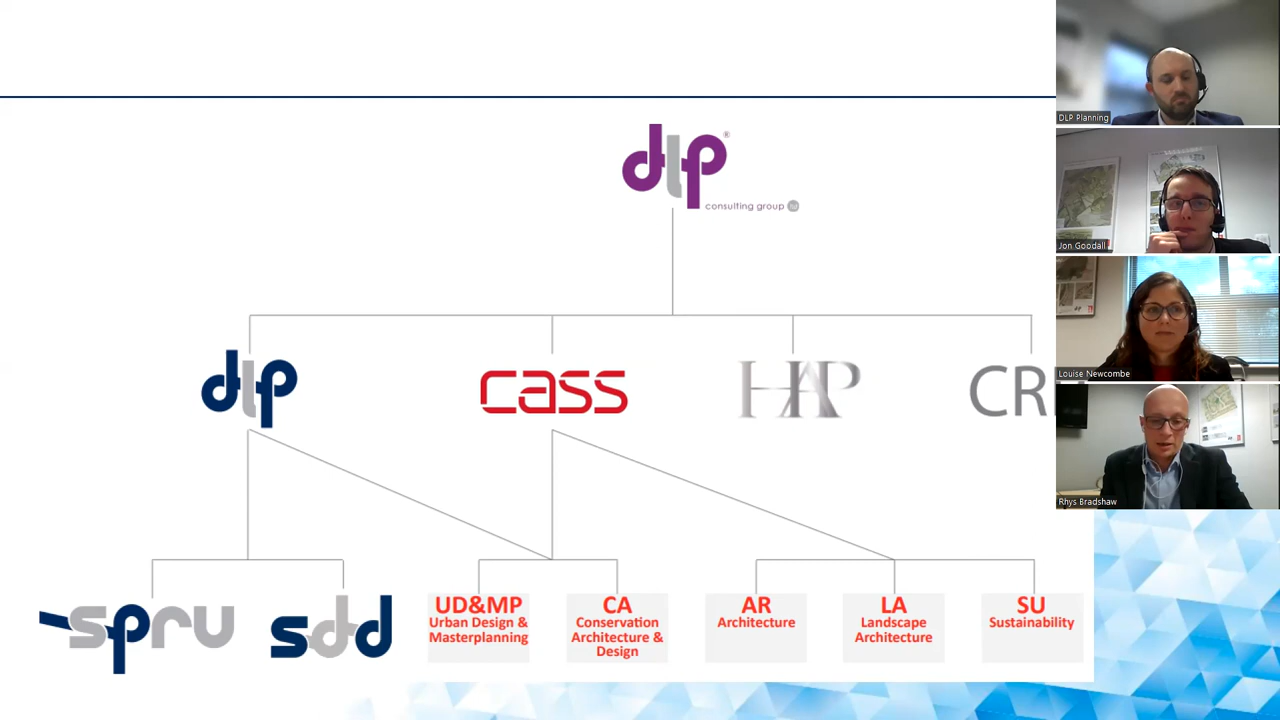 dlp®
consulting group
DLP Planning
Jon Goodall
dlp
cass
HAP
CR
Louise Newcombe
Rhys Bradshaw
spru
sdd
UD&MP
Urban Design &
Masterplanning
CA
Conservation
Architecture &
Design
AR
Architecture
LA
Landscape
Architecture
SU
Sustainability